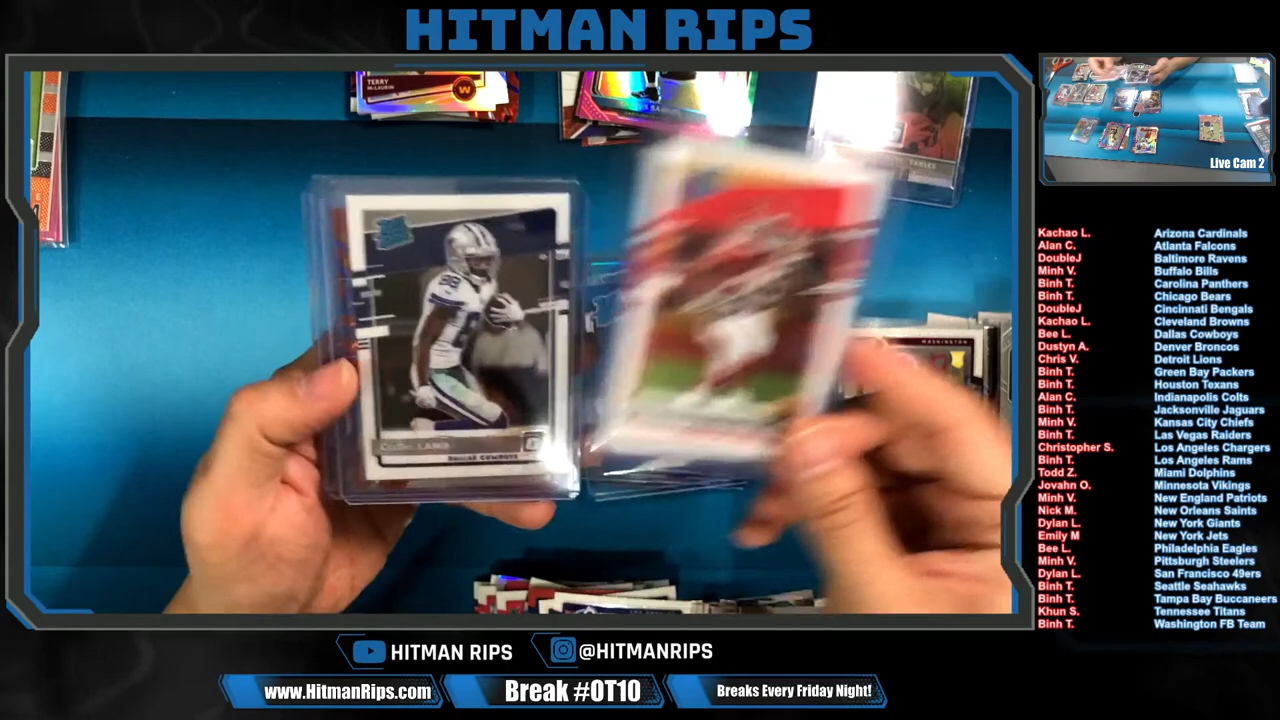 HITMAN RIPS
TERRY
McLAURIN
W
EAGLES
WASHINGTON
CEEDEE LAMB
DALLAS COWBOYS
Live Cam 2
Kachao L. Arizona Cardinals
Alan C. Atlanta Falcons
DoubleJ Baltimore Ravens
Minh V. Buffalo Bills
Binh T. Carolina Panthers
Binh T. Chicago Bears
DoubleJ Cincinnati Bengals
Kachao L. Cleveland Browns
Bee L. Dallas Cowboys
Dustyn A. Denver Broncos
Chris V. Detroit Lions
Binh T. Green Bay Packers
Binh T. Houston Texans
Alan C. Indianapolis Colts
Binh T. Jacksonville Jaguars
Minh V. Kansas City Chiefs
Binh T. Las Vegas Raiders
Christopher S. Los Angeles Chargers
Binh T. Los Angeles Rams
Todd Z. Miami Dolphins
Jovahn O. Minnesota Vikings
Minh V. New England Patriots
Nick M. New Orleans Saints
Dylan L. New York Giants
Emily M New York Jets
Bee L. Philadelphia Eagles
Minh V. Pittsburgh Steelers
Dylan L. San Francisco 49ers
Binh T. Seattle Seahawks
Binh T. Tampa Bay Buccaneers
Khun S. Tennessee Titans
Binh T. Washington FB Team
HITMAN RIPS
@HITMANRIPS
www.HitmanRips.com
Break #OT10
Breaks Every Friday Night!